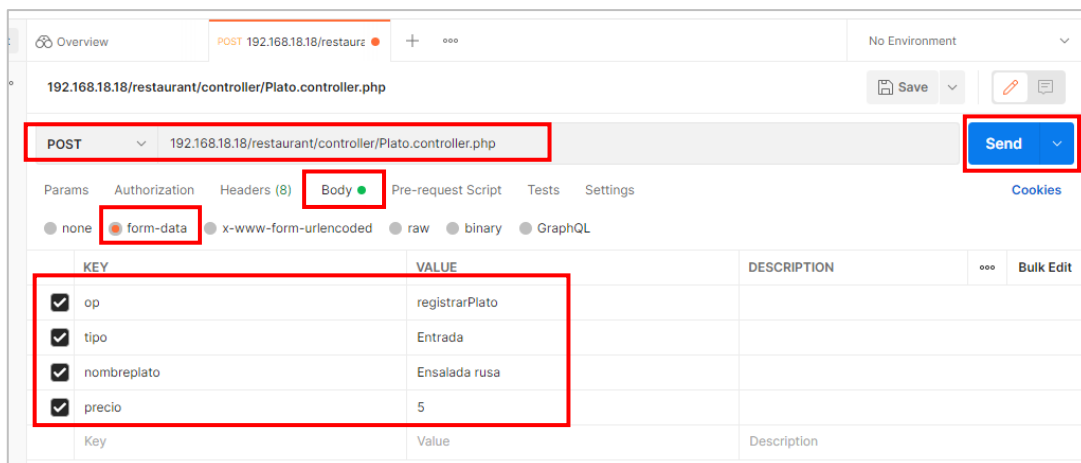 Overview POST 192.168.18.18/restaura + ooo No Environment
192.168.18.18/restaurant/controller/Plato.controller.php Save
POST 192.168.18.18/restaurant/controller/Plato.controller.php Send
Params Authorization Headers (8) Body Pre-request Script Tests Settings Cookies
none form-data x-www-form-urlencoded raw binary GraphQL
KEY VALUE DESCRIPTION ooo Bulk Edit
op registrarPlato
tipo Entrada
nombreplato Ensalada rusa
precio 5
Key Value Description